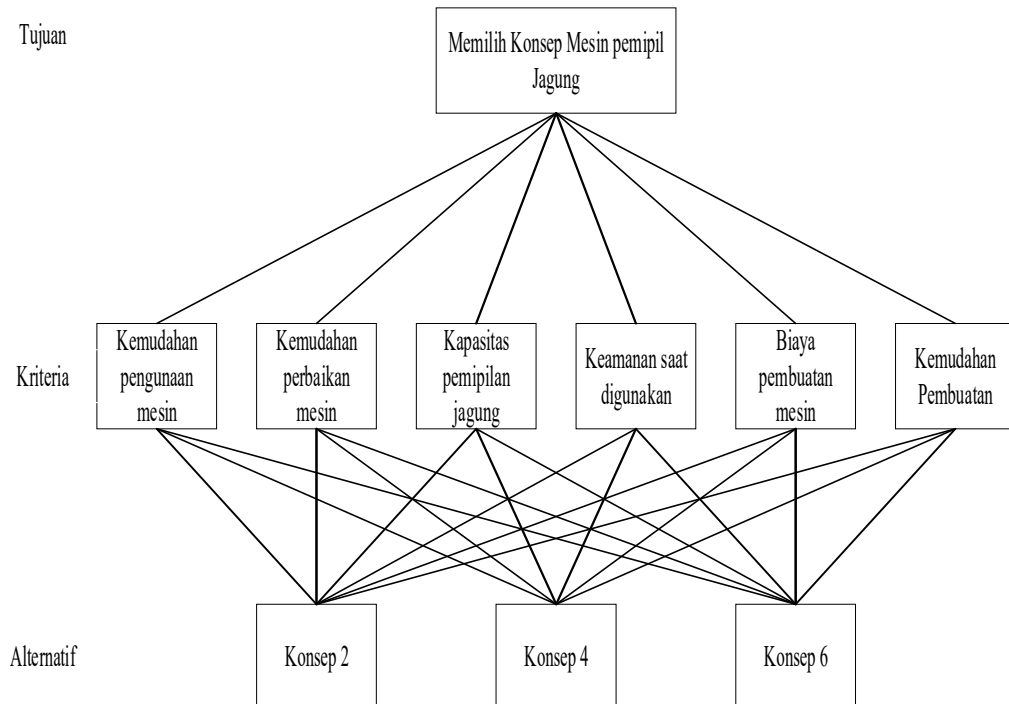 Tujuan
Memilih Konsep Mesin pemipil
Jagung
Kriteria
Kemudahan
pengunaan
mesin
Kemudahan
perbaikan
mesin
Kapasitas
pemipilan
jagung
Keamanan saat
digunakan
Biaya
pembuatan
mesin
Kemudahan
Pembuatan
Alternatif
Konsep 2
Konsep 4
Konsep 6